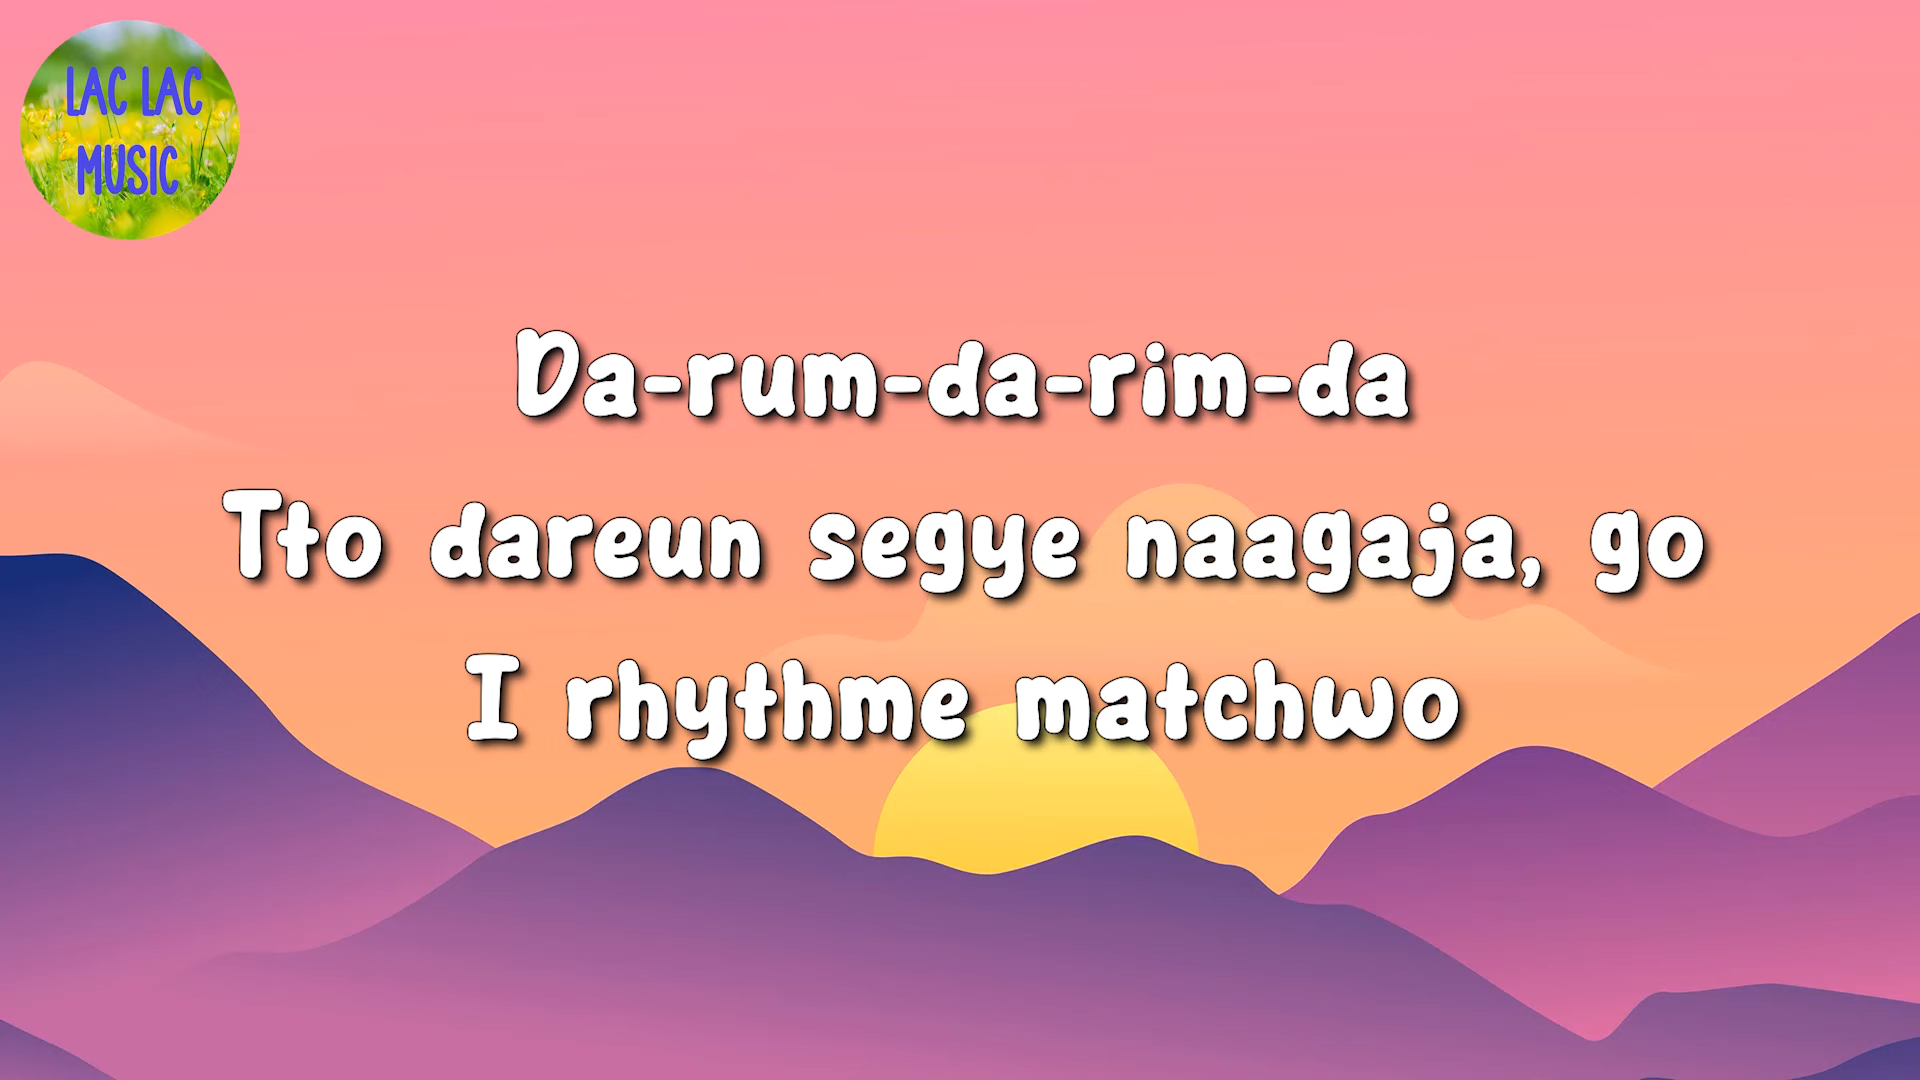 LAC LAC
MUSIC
Da-rum-da-rim-da
Tto dareun segye naagaja, go
I rhythme matchwo